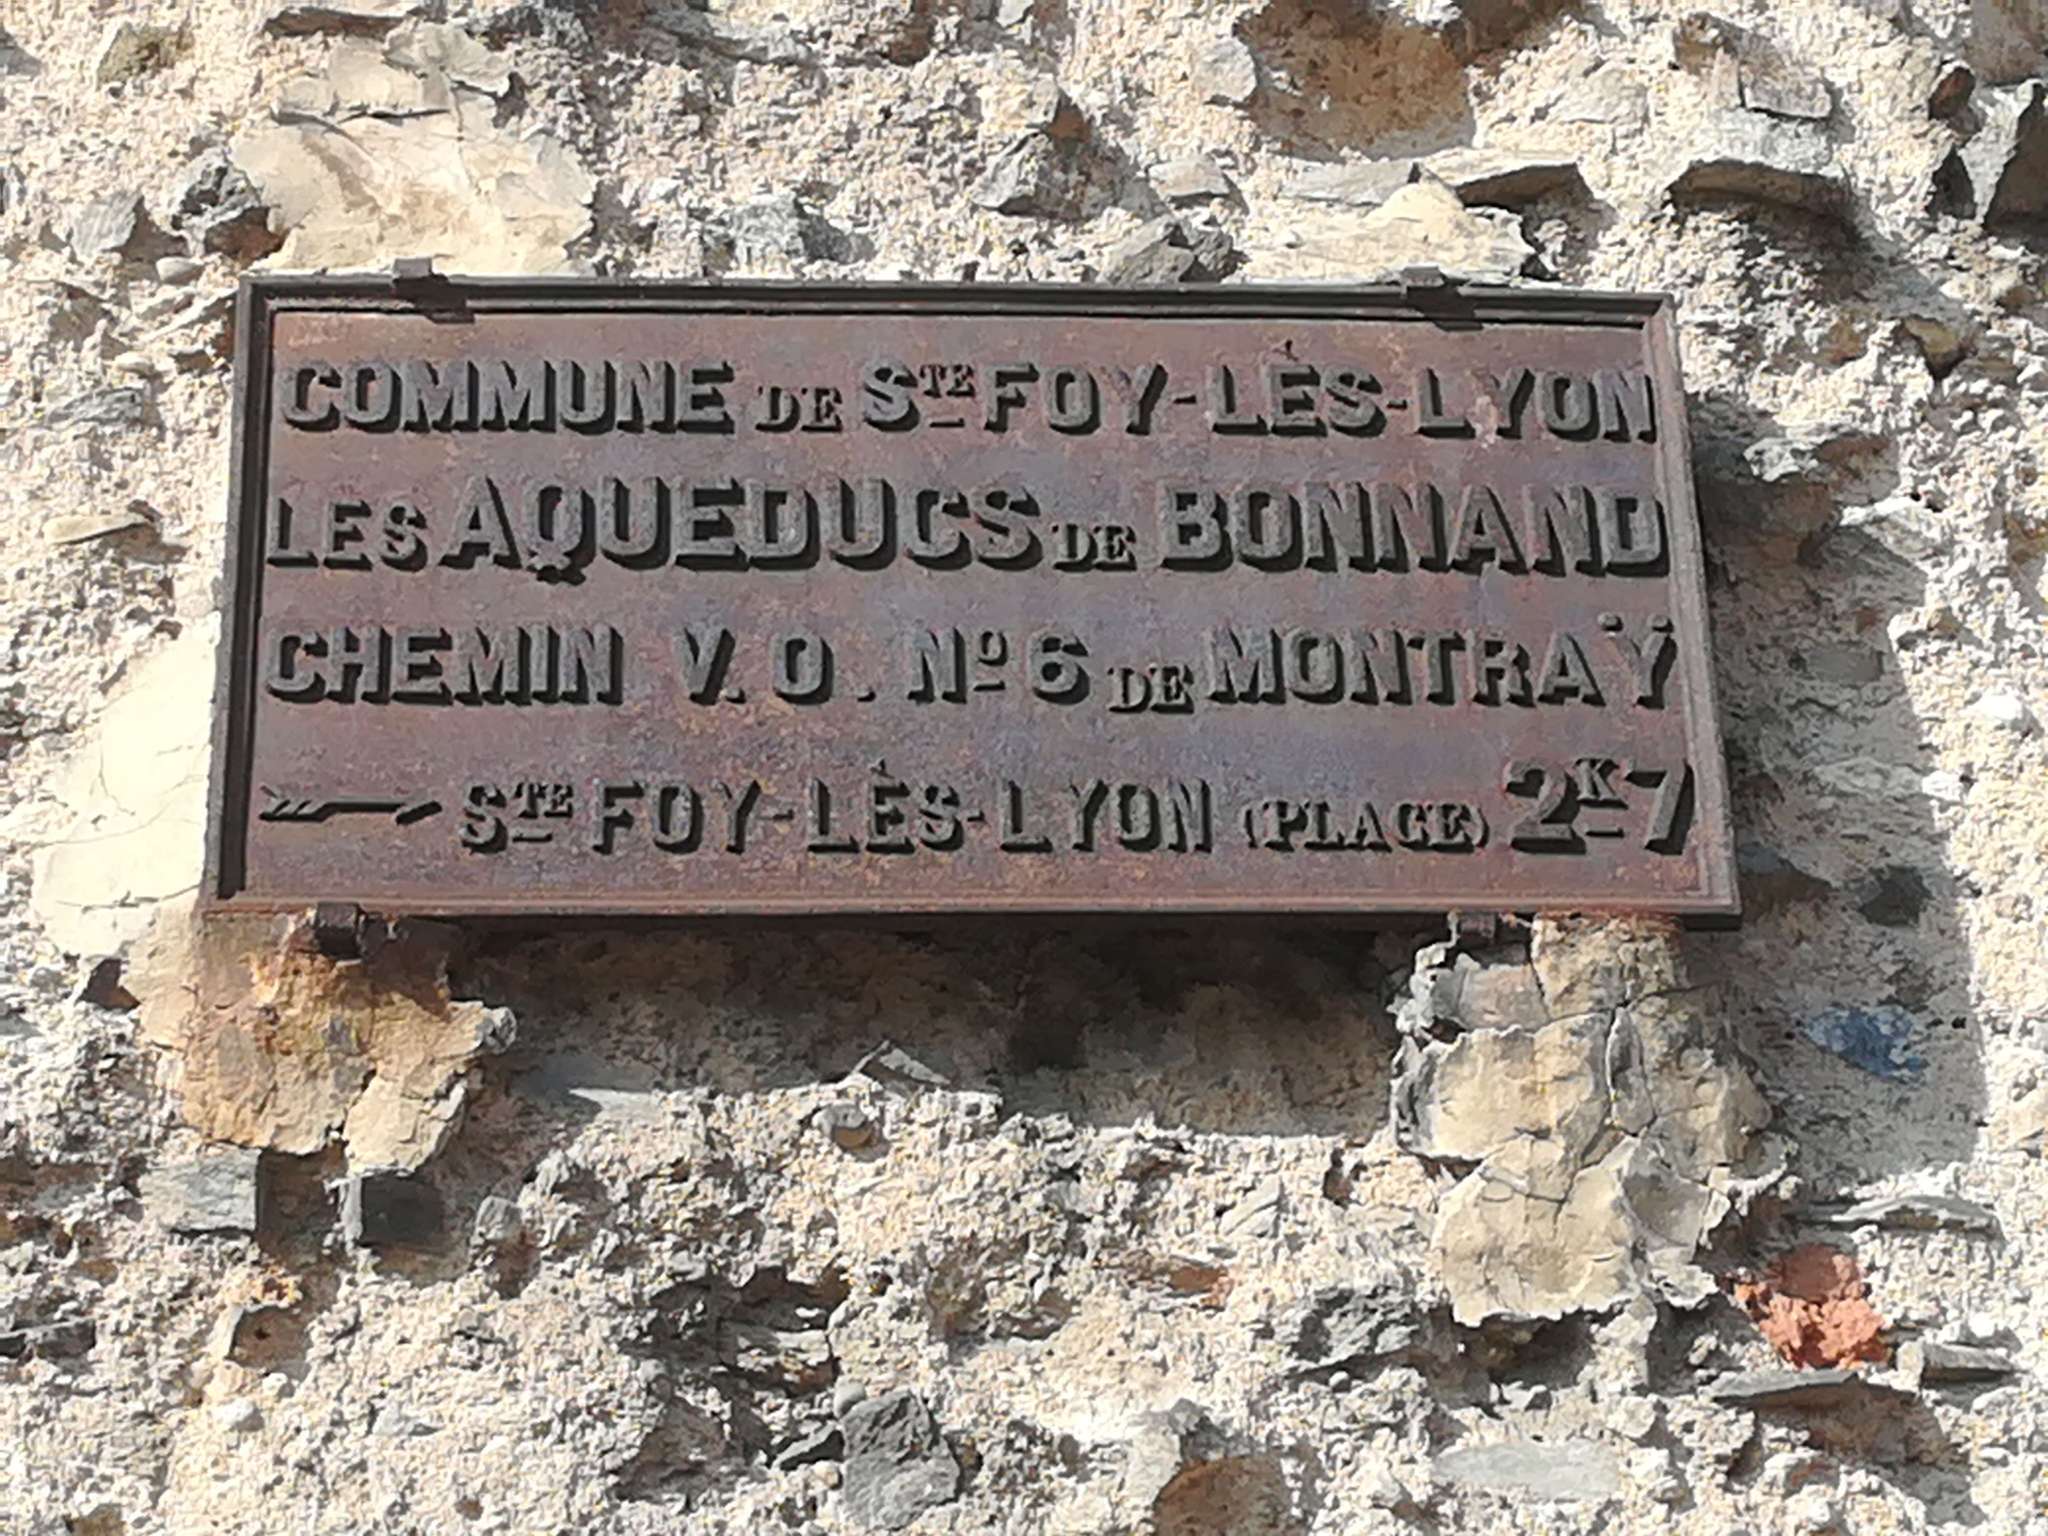 COMMUNE DE STE FOY-LÈS-LYON
LES AQUEDUCS DE BONNAND
CHEMIN V. O. Nº 6 DE MONTRAŸ
STE FOY-LÈS-LYON (PLACE) 2K7